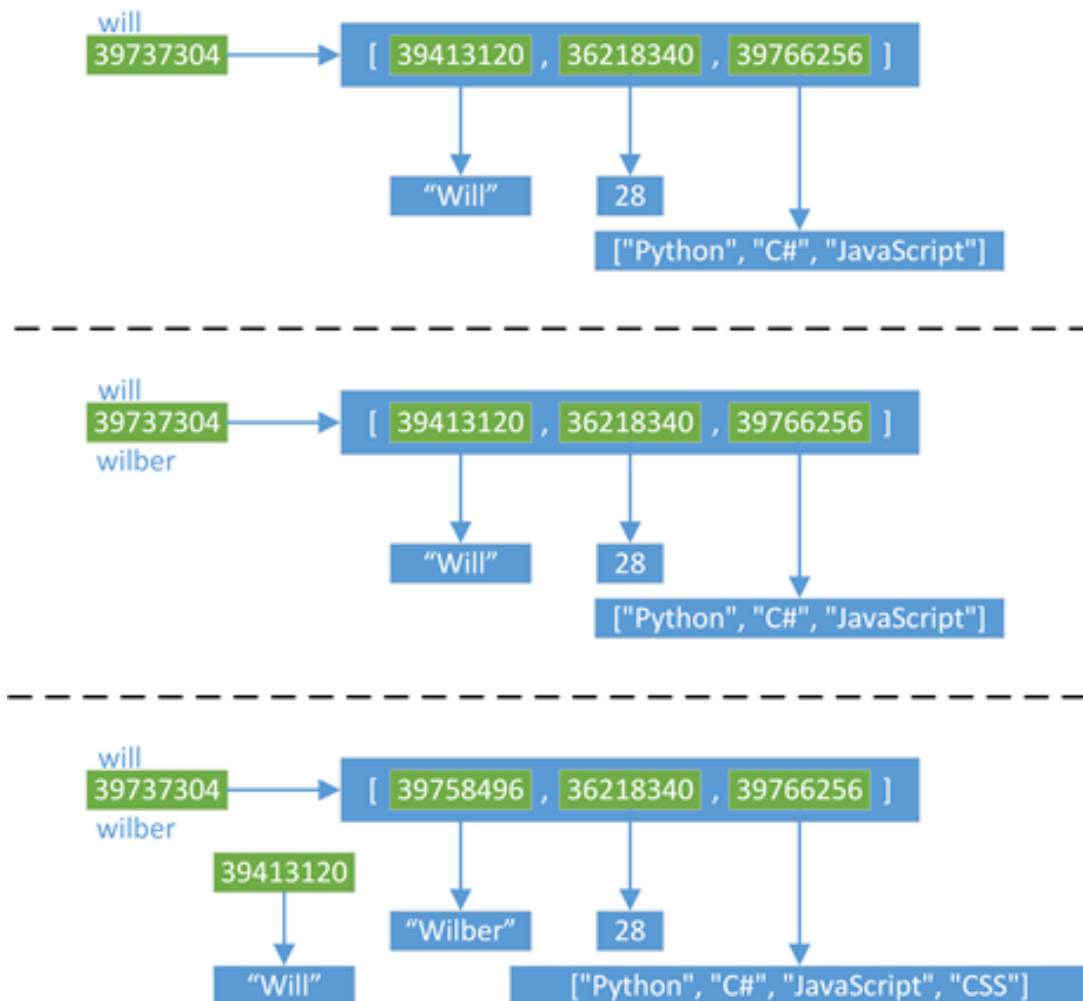 will
39737304 [ 39413120 , 36218340 , 39766256 ]
“Will” 28
["Python", "C#", "JavaScript"]
will
39737304 [ 39413120 , 36218340 , 39766256 ]
wilber
“Will” 28
["Python", "C#", "JavaScript"]
will
39737304 [ 39758496 , 36218340 , 39766256 ]
wilber
39413120
“Wilber” 28
“Will” ["Python", "C#", "JavaScript", "CSS"]